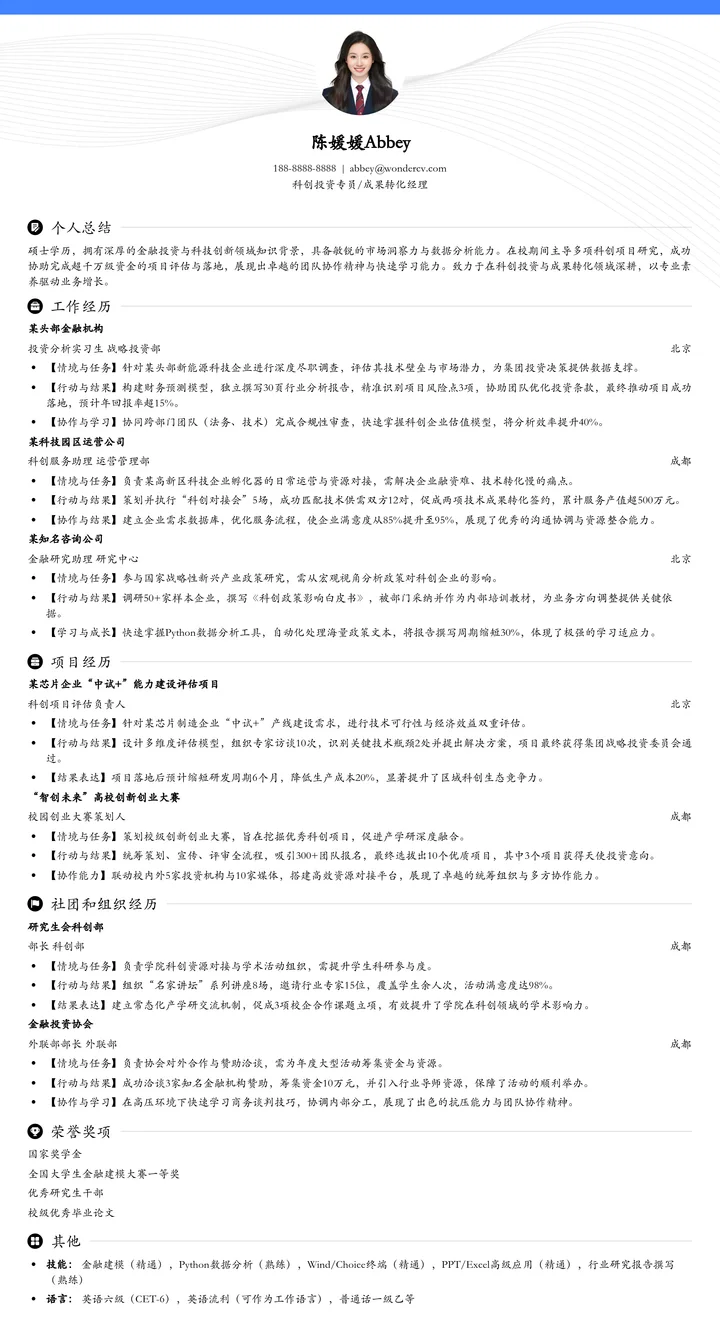 陈媛媛Abbey
188-8888-8888 | abbey@wondercv.com
科创投资专员/成果转化经理
个人总结
硕士学历，拥有深厚的金融投资与科技创新领域知识背景，具备敏锐的市场洞察力与数据分析能力。在校期间主导多项科创项目研究，成功
协助完成超千万级资金的项目评估与落地，展现出卓越的团队协作精神与快速学习能力。致力于在科创投资与成果转化领域深耕，以专业素
养驱动业务增长。
工作经历
某头部金融机构
投资分析实习生 战略投资部 北京
• 【情境与任务】针对某头部新能源科技企业进行深度尽职调查，评估其技术壁垒与市场潜力，为集团投资决策提供数据支撑。
• 【行动与结果】构建财务预测模型，独立撰写30页行业分析报告，精准识别项目风险点3项，协助团队优化投资条款，最终推动项目成功
落地，预计年回报率超15%。
• 【协作与学习】协同跨部门团队（法务、技术）完成合规性审查，快速掌握科创企业估值模型，将分析效率提升40%。
某科技园区运营公司
科创服务助理 运营管理部 成都
• 【情境与任务】负责某高新区科技企业孵化器的日常运营与资源对接，需解决企业融资难、技术转化慢的痛点。
• 【行动与结果】策划并执行“科创对接会”5场，成功匹配技术供需双方12对，促成两项技术成果转化签约，累计服务产值超500万元。
• 【协作与结果】建立企业需求数据库，优化服务流程，使企业满意度从85%提升至95%，展现了优秀的沟通协调与资源整合能力。
某知名咨询公司
金融研究助理 研究中心 北京
• 【情境与任务】参与国家战略性新兴产业政策研究，需从宏观视角分析政策对科创企业的影响。
• 【行动与结果】调研50+家样本企业，撰写《科创政策影响白皮书》，被部门采纳并作为内部培训教材，为业务方向调整提供关键依
据。
• 【学习与成长】快速掌握Python数据分析工具，自动化处理海量政策文本，将报告撰写周期缩短30%，体现了极强的学习适应力。
项目经历
某芯片企业“中试+”能力建设评估项目
科创项目评估负责人 北京
• 【情境与任务】针对某芯片制造企业“中试+”产线建设需求，进行技术可行性与经济效益双重评估。
• 【行动与结果】设计多维度评估模型，组织专家访谈10次，识别关键技术瓶颈2处并提出解决方案，项目最终获得集团战略投资委员会通
过。
• 【结果表达】项目落地后预计缩短研发周期6个月，降低生产成本20%，显著提升了区域科创生态竞争力。
“智创未来”高校创新创业大赛
校园创业大赛策划人 成都
• 【情境与任务】策划校级创新创业大赛，旨在挖掘优秀科创项目，促进产学研深度融合。
• 【行动与结果】统筹策划、宣传、评审全流程，吸引300+团队报名，最终选拔出10个优质项目，其中3个项目获得天使投资意向。
• 【协作能力】联动校内外5家投资机构与10家媒体，搭建高效资源对接平台，展现了卓越的统筹组织与多方协作能力。
社团和组织经历
研究生会科创部
部长 科创部 成都
• 【情境与任务】负责学院科创资源对接与学术活动组织，需提升学生科研参与度。
• 【行动与结果】组织“名家讲坛”系列讲座8场，邀请行业专家15位，覆盖学生余人次，活动满意度达98%。
• 【结果表达】建立常态化产学研交流机制，促成3项校企合作课题立项，有效提升了学院在科创领域的学术影响力。
金融投资协会
外联部部长 外联部 成都
• 【情境与任务】负责协会对外合作与赞助洽谈，需为年度大型活动筹集资金与资源。
• 【行动与结果】成功洽谈3家知名金融机构赞助，筹集资金10万元，并引入行业导师资源，保障了活动的顺利举办。
• 【协作与学习】在高压环境下快速学习商务谈判技巧，协调内部分工，展现了出色的抗压能力与团队协作精神。
荣誉奖项
国家奖学金
全国大学生金融建模大赛一等奖
优秀研究生干部
校级优秀毕业论文
其他
• 技能： 金融建模（精通）, Python数据分析（熟练）, Wind/Choice终端（精通）, PPT/Excel高级应用（精通）, 行业研究报告撰写
（熟练）
• 语言： 英语六级（CET-6）, 英语流利（可作为工作语言）, 普通话一级乙等